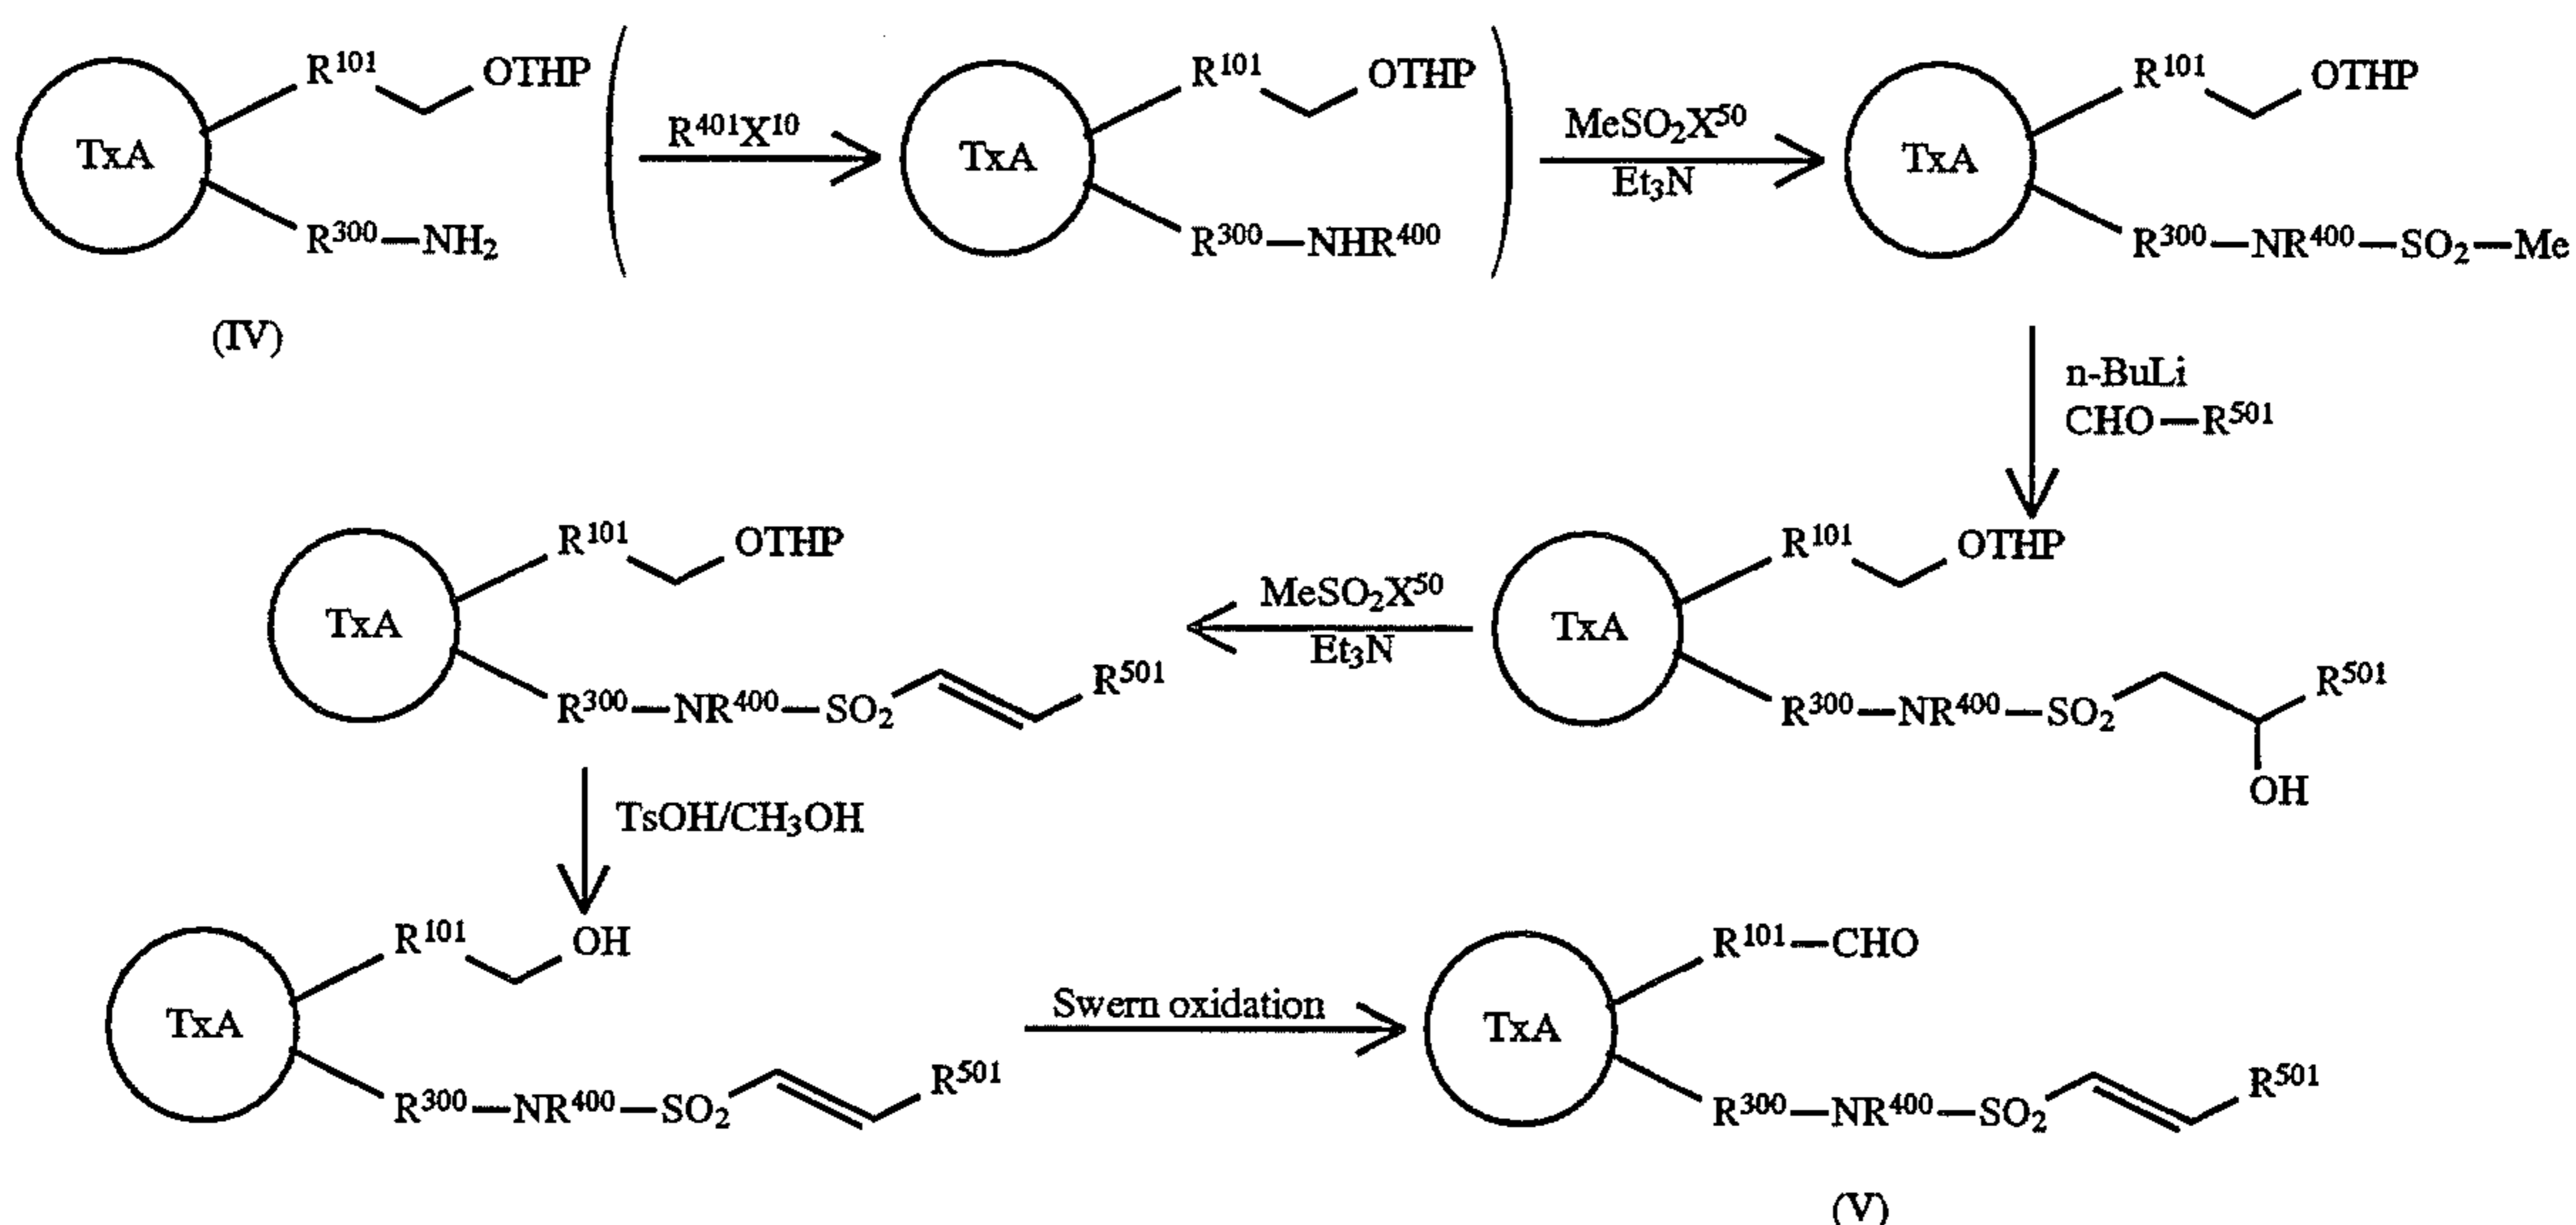 R¹⁰¹ OTHP
TxA
R³⁰⁰—NH₂
(IV)
R⁴⁰¹X¹⁰
R¹⁰¹ OTHP
TxA
R³⁰⁰—NHR⁴⁰⁰
MeSO₂X⁵⁰
Et₃N
R¹⁰¹ OTHP
TxA
R³⁰⁰—NR⁴⁰⁰—SO₂—Me
n-BuLi
CHO—R⁵⁰¹
R¹⁰¹ OTHP
TxA
R³⁰⁰—NR⁴⁰⁰—SO₂ R⁵⁰¹
OH
MeSO₂X⁵⁰
Et₃N
R¹⁰¹ OTHP
TxA
R³⁰⁰—NR⁴⁰⁰—SO₂ R⁵⁰¹
TsOH/CH₃OH
R¹⁰¹ OH
TxA
R³⁰⁰—NR⁴⁰⁰—SO₂ R⁵⁰¹
Swern oxidation
R¹⁰¹—CHO
TxA
R³⁰⁰—NR⁴⁰⁰—SO₂ R⁵⁰¹
(V)